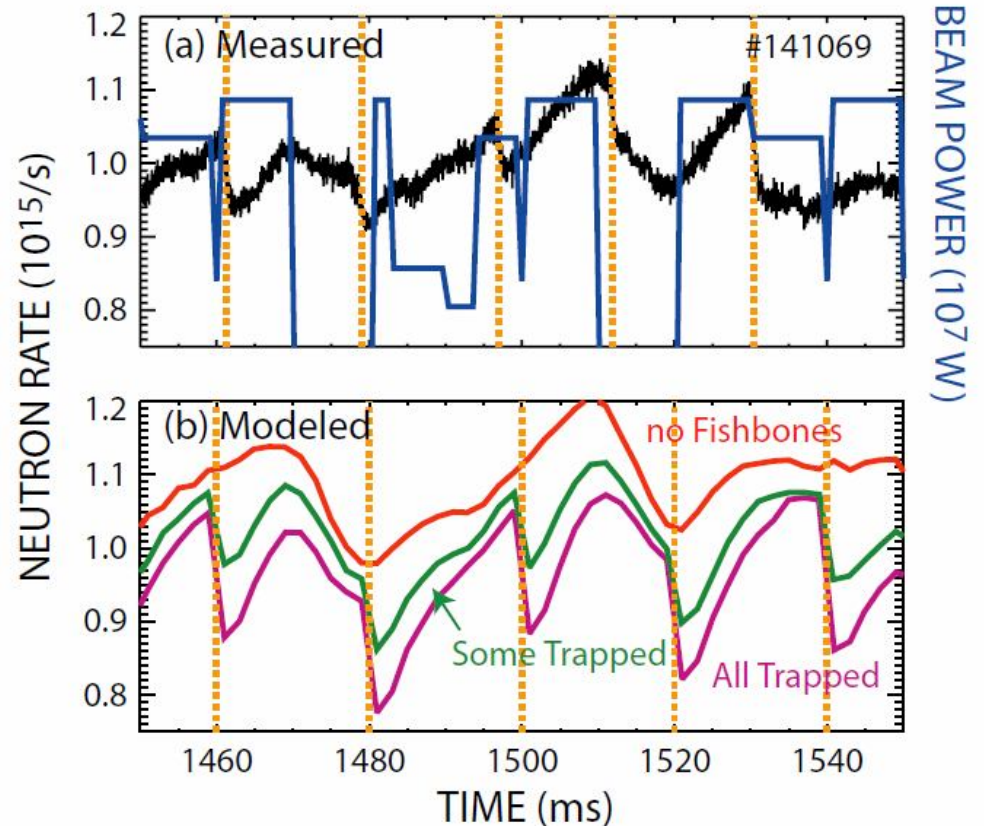 (a) Measured
#141069
1.2
1.1
1.0
0.9
0.8
NEUTRON RATE (10¹⁵/s)
BEAM POWER (10⁷ W)
(b) Modeled
no Fishbones
Some Trapped
All Trapped
1.2
1.1
1.0
0.9
0.8
1460 1480 1500 1520 1540
TIME (ms)